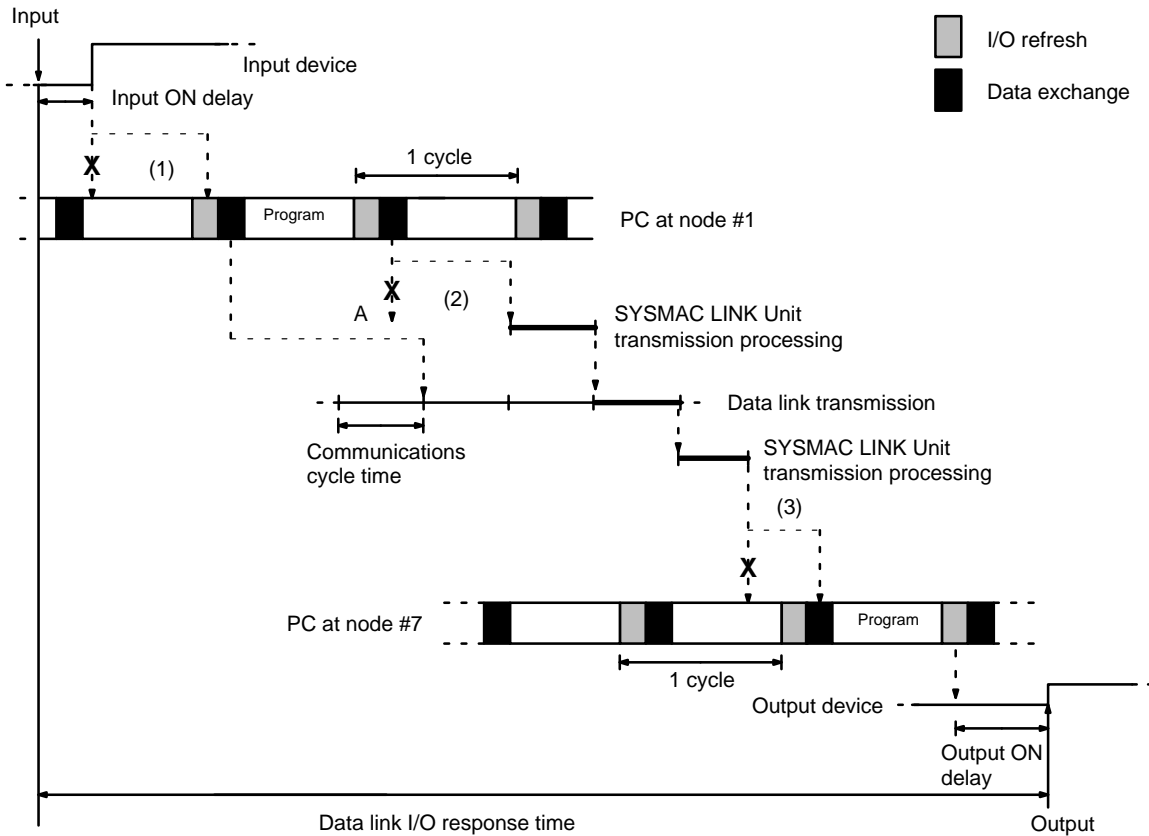 Input
I/O refresh
Input device
Data exchange
Input ON delay
1 cycle
X
(1)
Program
PC at node #1
X
A
(2)
SYSMAC LINK Unit
transmission processing
Data link transmission
Communications
cycle time
SYSMAC LINK Unit
transmission processing
(3)
X
PC at node #7
Program
1 cycle
Output device
Output ON
delay
Data link I/O response time
Output